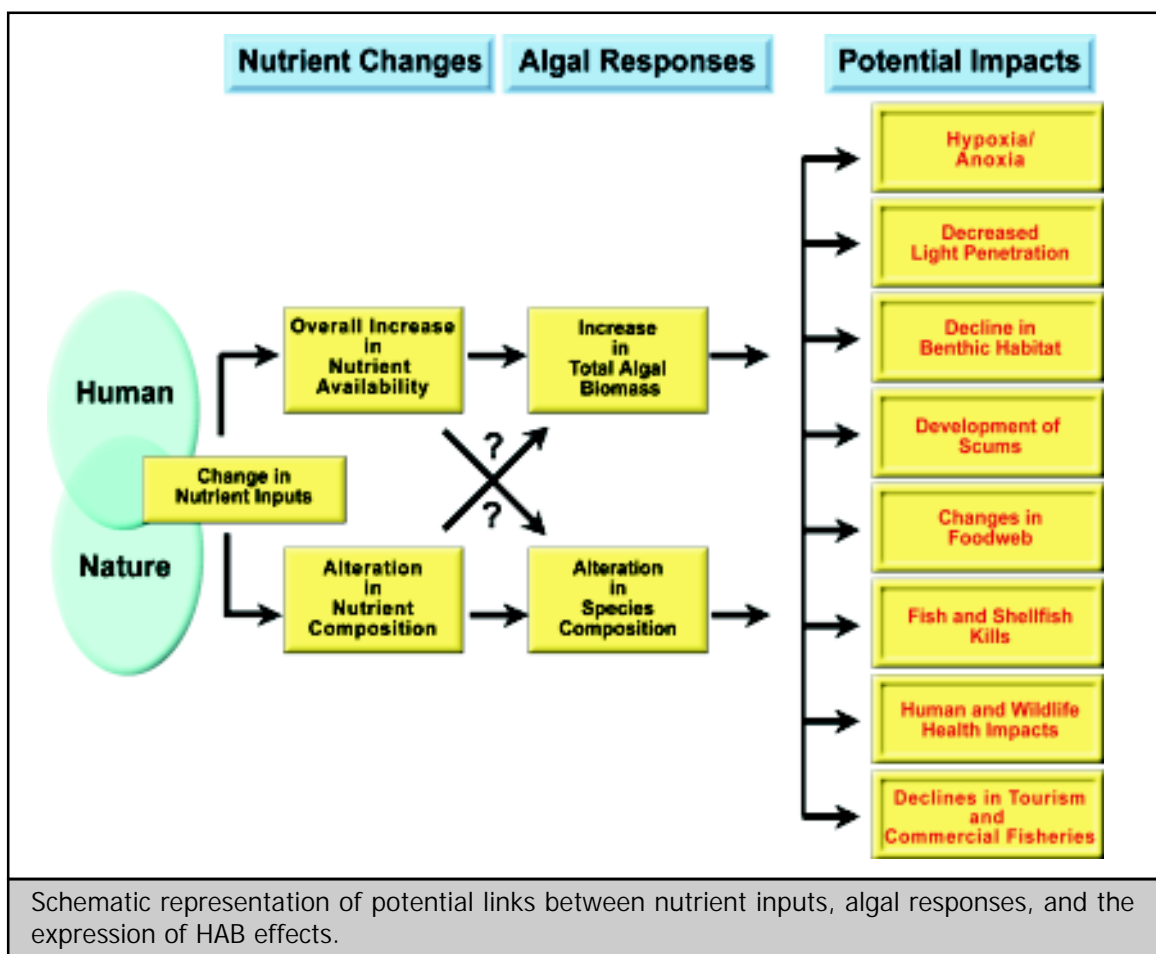 Nutrient Changes
Algal Responses
Potential Impacts
Human
Nature
Change in
Nutrient Inputs
Overall Increase
in
Nutrient
Availability
Alteration
in
Nutrient
Composition
?
?
Increase
in
Total Algal
Biomass
Alteration
in
Species
Composition
Hypoxia/
Anoxia
Decreased
Light Penetration
Decline in
Benthic Habitat
Development of
Scums
Changes in
Foodweb
Fish and Shellfish
Kills
Human and Wildlife
Health Impacts
Declines in Tourism
and
Commercial Fisheries
Schematic representation of potential links between nutrient inputs, algal responses, and the
expression of HAB effects.